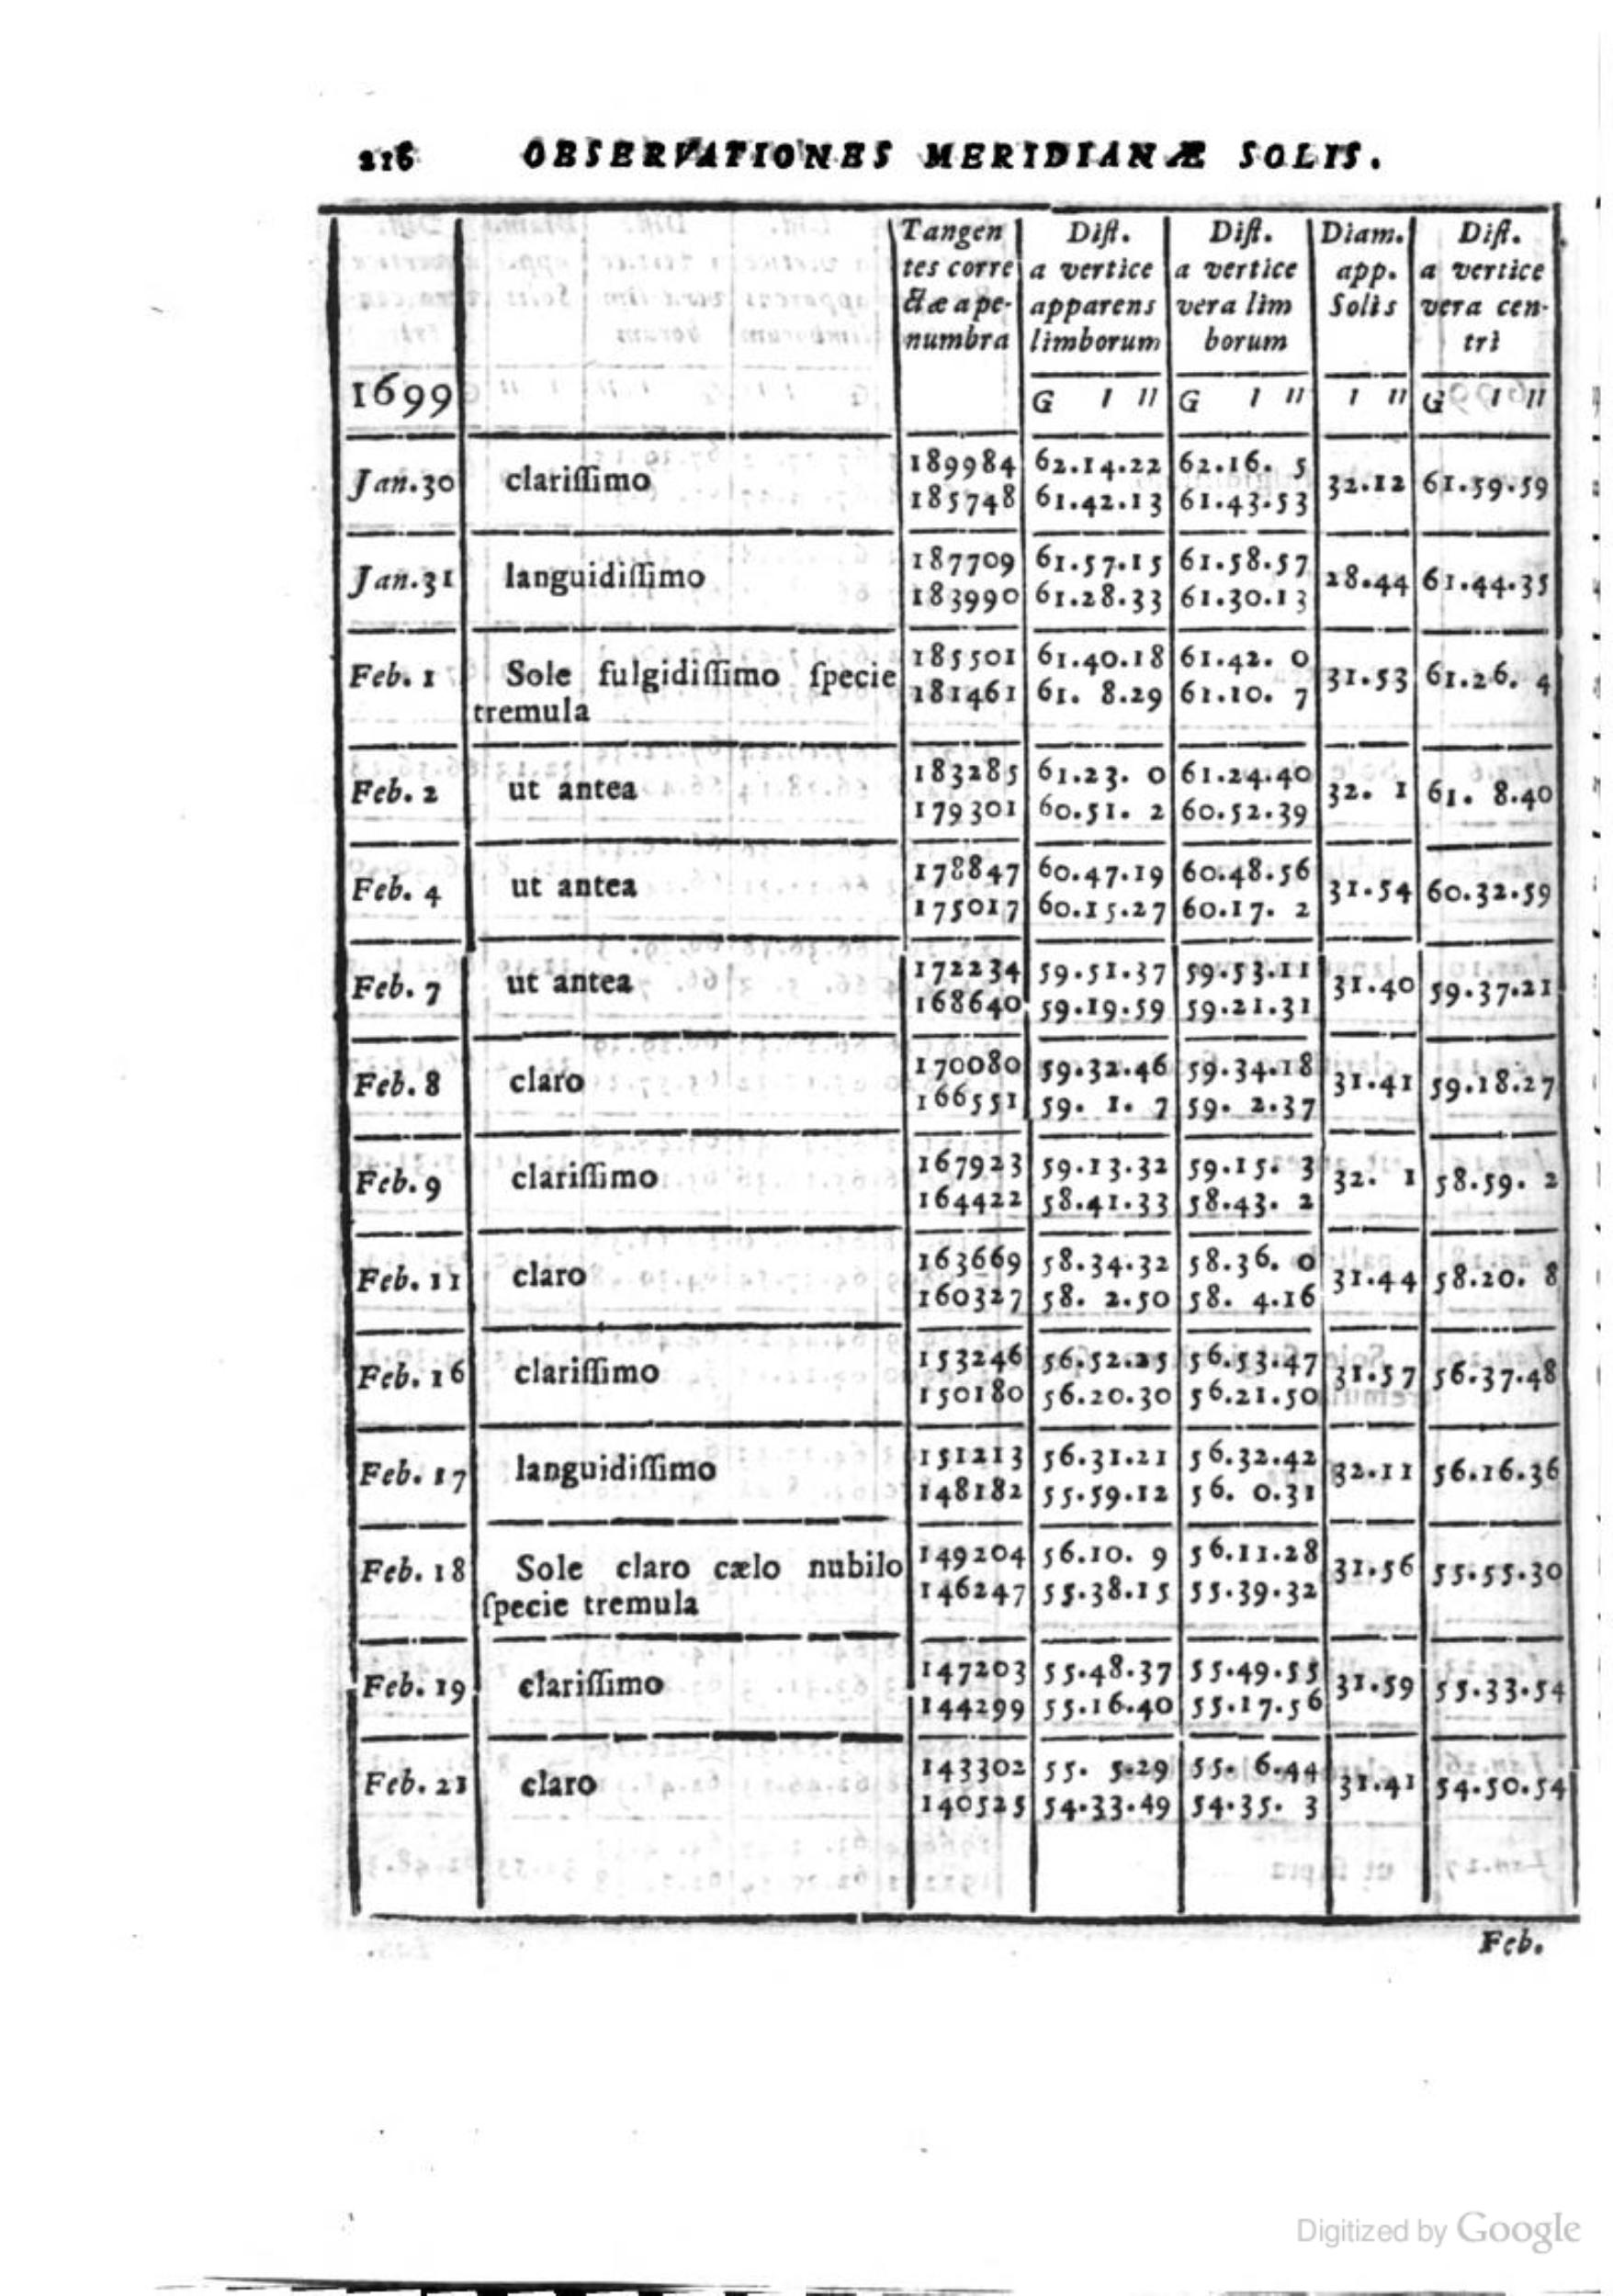 216 OBSERVATIONES MERIDIANÆ SOLIS.
Tangen Diſt. Diſt. Diam. Diſt.
tes corre a vertice a vertice app. a vertice
ctæ a pe- apparens vera lim Solis vera cen-
numbra limborum borum tri
1699 G I II G I II I II G I II
189984 62.14.22 62.16. 5
Jan.30 clariſſimo 32.12 61.59.59
185748 61.42.13 61.43.53
187709 61.57.15 61.58.57
Jan.31 languidiſſimo 28.44 61.44.35
183990 61.28.33 61.30.13
185501 61.40.18 61.42. 0
Feb. 1 Sole fulgidiſſimo ſpecie 31.53 61.26. 4
181461 61. 8.29 61.10. 7
tremula
183285 61.23. 0 61.24.40
Feb. 2 ut antea 32. 1 61. 8.40
179301 60.51. 2 60.52.39
178847 60.47.19 60.48.56
Feb. 4 ut antea 31.54 60.32.59
175017 60.15.27 60.17. 2
172234 59.51.37 59.53.11
Feb. 7 ut antea 31.40 59.37.21
168640 59.19.59 59.21.31
170080 59.32.46 59.34.18
Feb. 8 claro 31.41 59.18.27
166551 59. 1. 7 59. 2.37
167923 59.13.32 59.15. 3
Feb. 9 clariſſimo 32. 1 58.59. 2
164422 58.41.33 58.43. 2
163669 58.34.32 58.36. 0
Feb. 11 claro 31.44 58.20. 8
160327 58. 2.50 58. 4.16
153246 56.52.25 56.53.47
Feb. 16 clariſſimo 31.57 56.37.48
150180 56.20.30 56.21.50
151213 56.31.21 56.32.42
Feb. 17 languidiſſimo 32.11 56.16.36
148182 55.59.12 56. 0.31
149204 56.10. 9 56.11.28
Feb. 18 Sole claro cælo nubilo 31.56 55.55.30
146247 55.38.15 55.39.32
ſpecie tremula
147203 55.48.37 55.49.55
Feb. 19 clariſſimo 31.59 55.33.54
144299 55.16.40 55.17.56
143302 55. 5.29 55. 6.44
Feb. 21 claro 31.41 54.50.54
140525 54.33.49 54.35. 3
Feb.
Digitized by Google